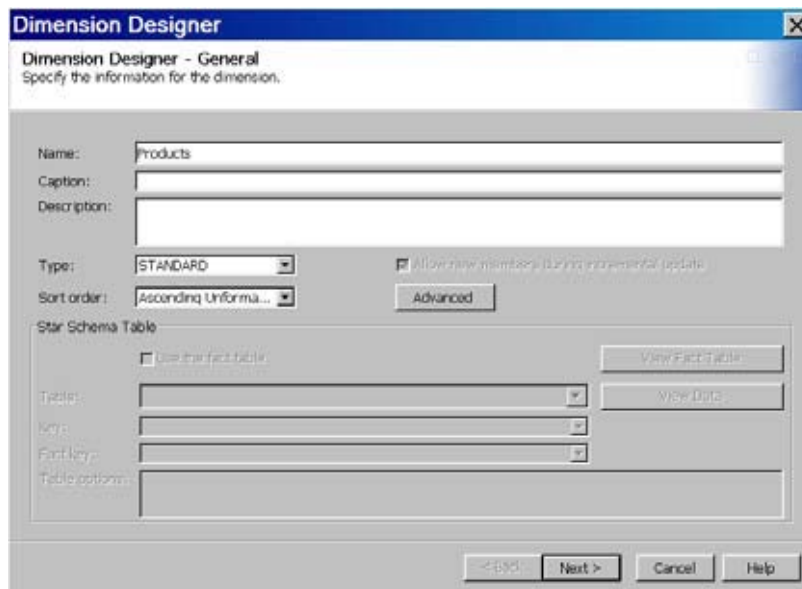 Dimension Designer
Dimension Designer - General
Specify the information for the dimension.
Name: Products
Caption:
Description:
Type: STANDARD Allow new members during incremental update
Sort order: Ascending Unforma... Advanced
Star Schema Table
Use the fact table View Fact Table
Table: View Data
Key:
Fact key:
Table options:
< Back Next > Cancel Help